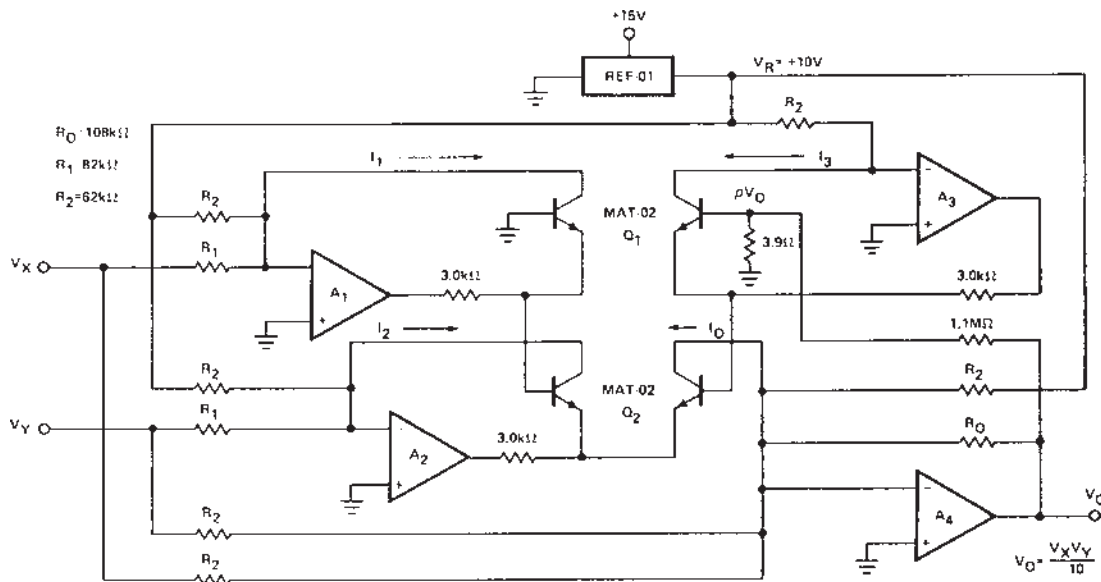 +15V
REF-01
V_R = +10V
R_O = 108kΩ
R_1 = 82kΩ
R_2 = 62kΩ
R_2
I_1
I_3
R_2
R_1
V_X
A_1
3.0kΩ
MAT-02
Q_1
ρV_O
3.9Ω
A_3
3.0kΩ
I_2
I_O
1.1MΩ
R_2
R_1
V_Y
A_2
3.0kΩ
MAT-02
Q_2
R_2
R_O
A_4
V_O
R_2
R_2
V_O = V_XV_Y/10